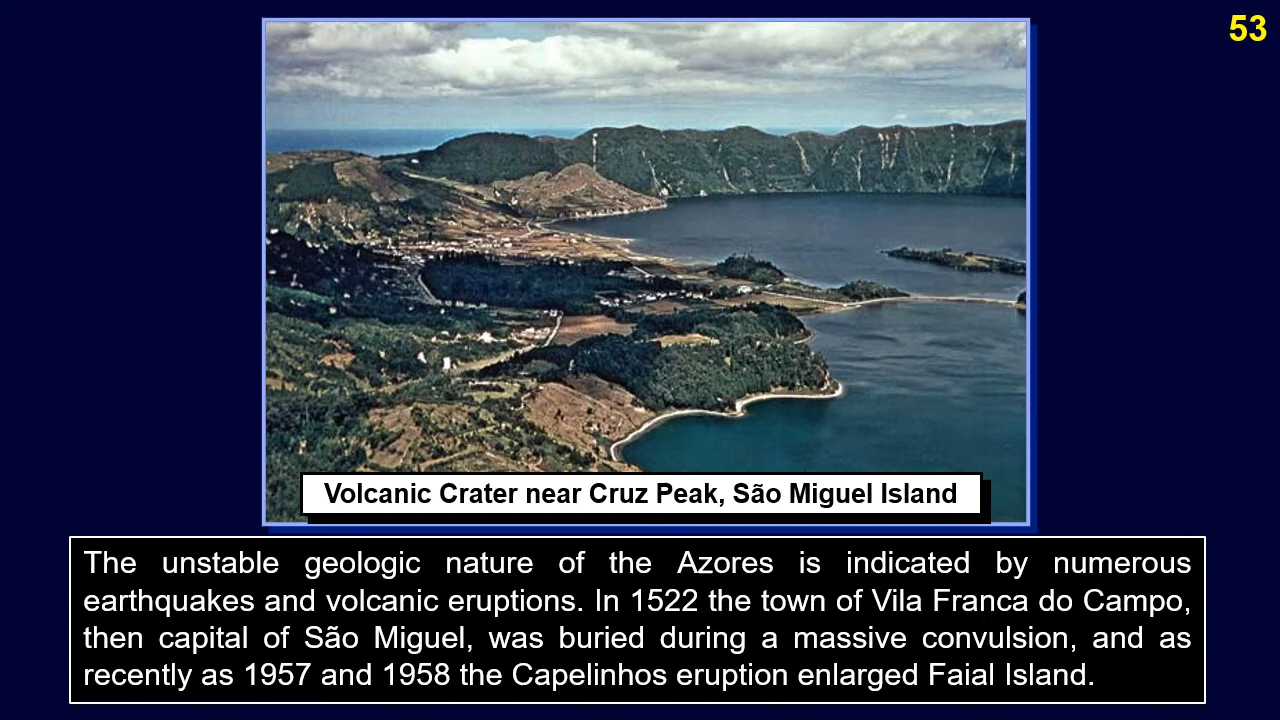 53
Volcanic Crater near Cruz Peak, São Miguel Island
The unstable geologic nature of the Azores is indicated by numerous
earthquakes and volcanic eruptions. In 1522 the town of Vila Franca do Campo,
then capital of São Miguel, was buried during a massive convulsion, and as
recently as 1957 and 1958 the Capelinhos eruption enlarged Faial Island.